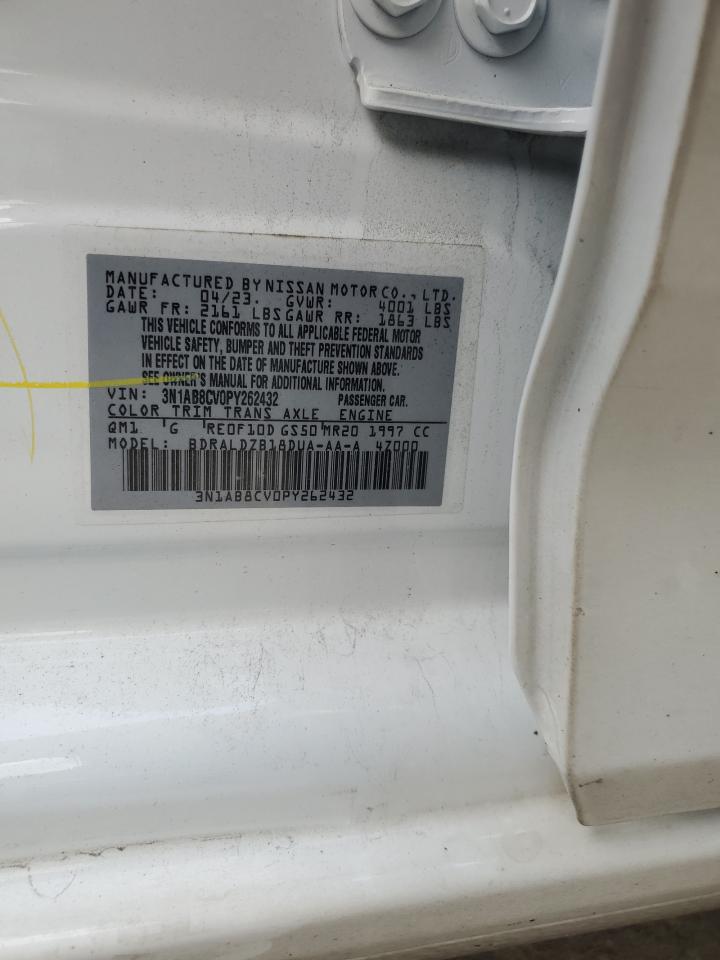 MANUFACTURED BY NISSAN MOTOR CO., LTD.
DATE: 04/23. GVWR: 4001 LBS
GAWR FR: 2161 LBS GAWR RR: 1863 LBS
THIS VEHICLE CONFORMS TO ALL APPLICABLE FEDERAL MOTOR
VEHICLE SAFETY, BUMPER AND THEFT PREVENTION STANDARDS
IN EFFECT ON THE DATE OF MANUFACTURE SHOWN ABOVE.
SEE OWNER'S MANUAL FOR ADDITIONAL INFORMATION.
VIN: 3N1AB8CV0PY262432 PASSENGER CAR.
COLOR TRIM TRANS AXLE ENGINE
QM1 G RE0F10D GS50 MR20 1997 CC
MODEL: BDRALDZB18DUA-AA-A 47000
3N1AB8CV0PY262432